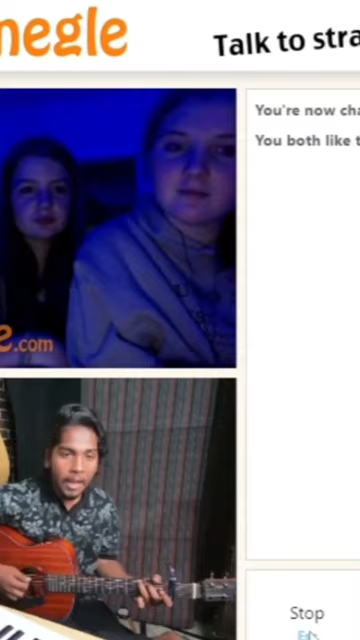 negle
Talk to stra
You're now cha
You both like t
e.com
Stop